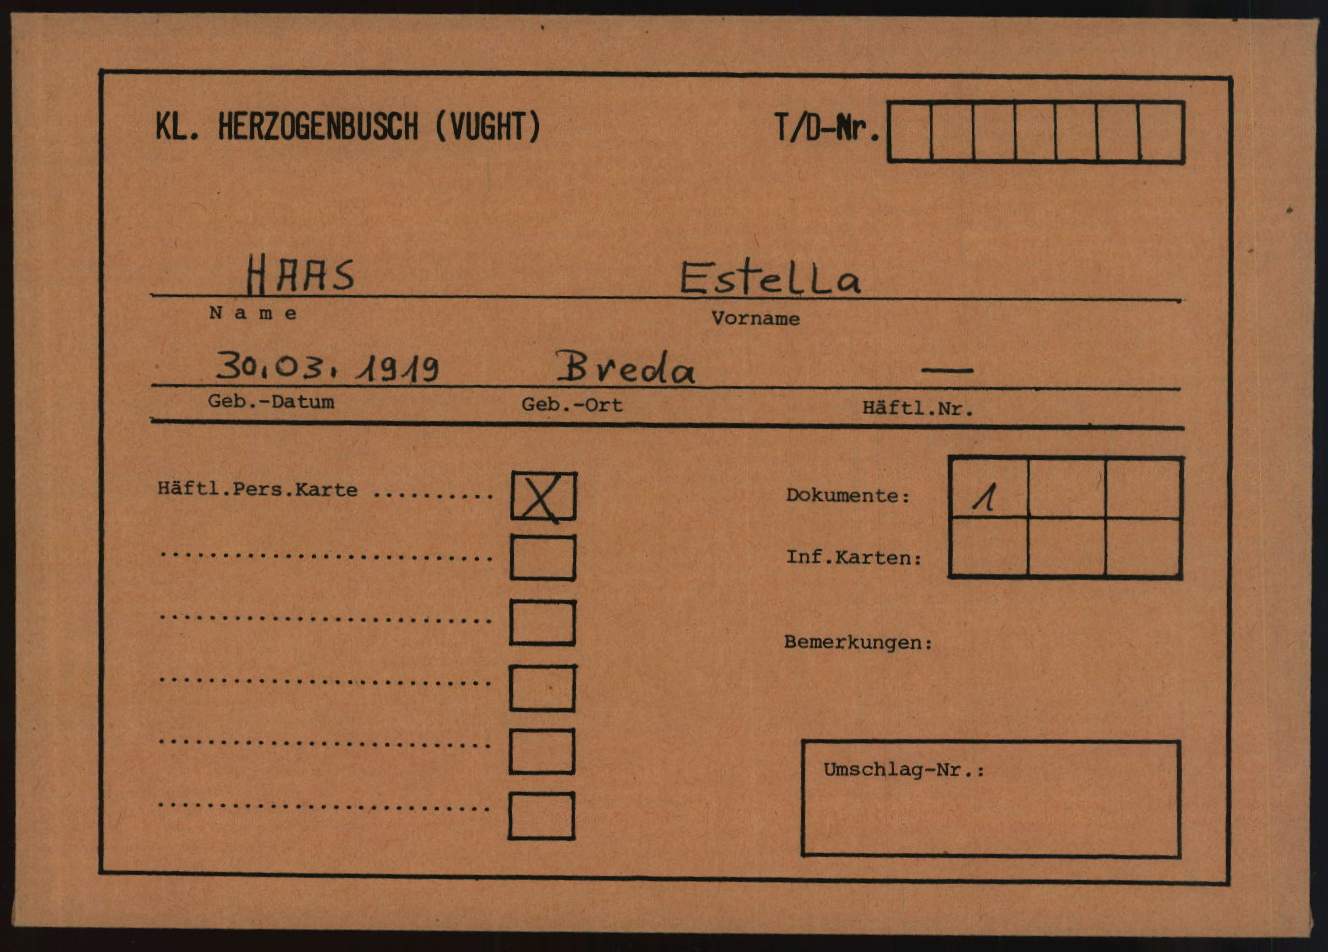 KL. HERZOGENBUSCH (VUGHT) T/D-Nr.
HAAS Estella
Name Vorname
30.03.1919 Breda —
Geb.-Datum Geb.-Ort Häftl.Nr.
Häftl.Pers.Karte .......... X Dokumente: 1
Inf.Karten:
Bemerkungen:
Umschlag-Nr.: